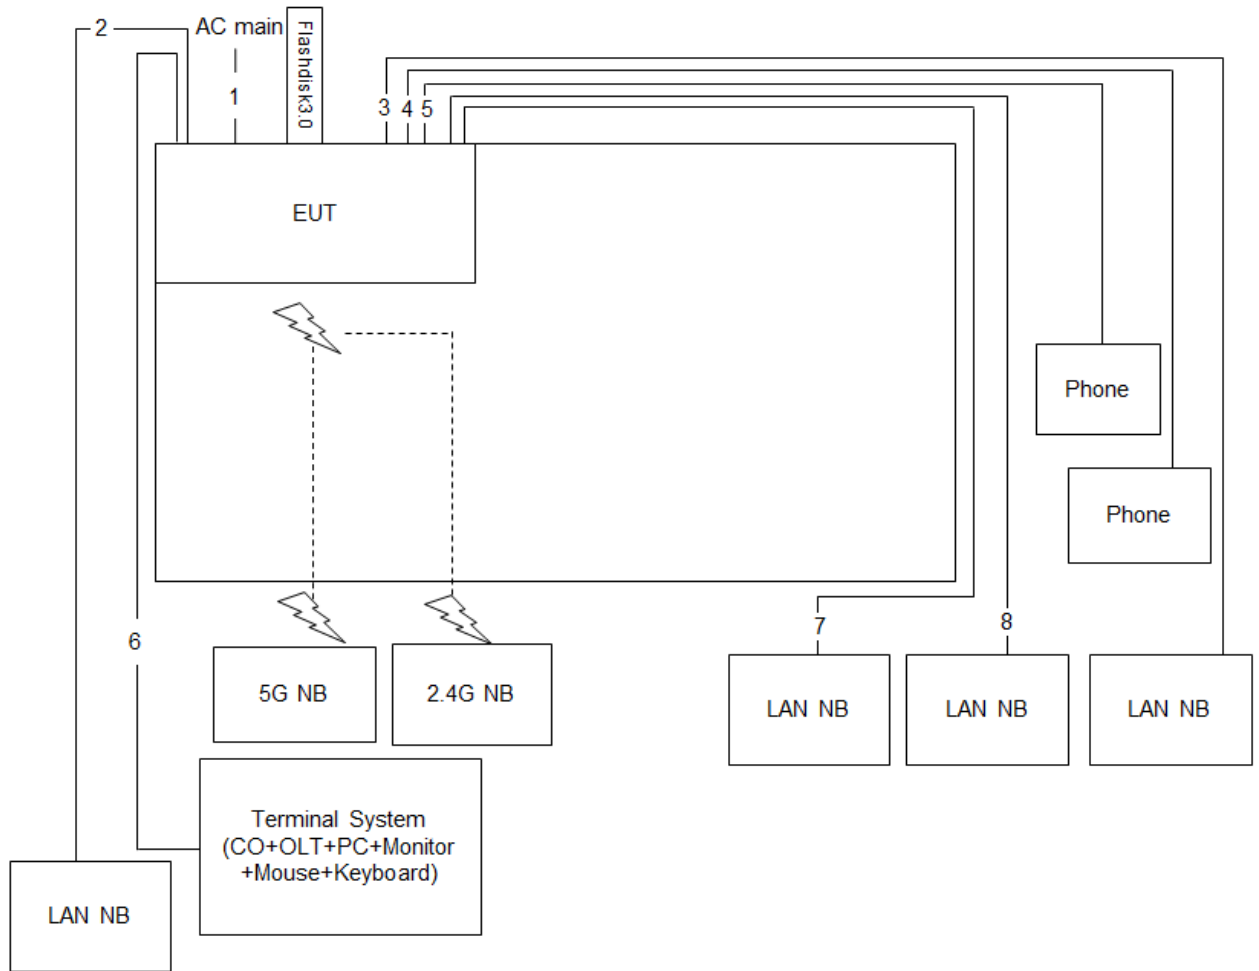 2
AC main
Flashdisk3.0
1
3
4
5
EUT
Phone
Phone
6
7
8
5G NB
2.4G NB
LAN NB
LAN NB
LAN NB
Terminal System
(CO+OLT+PC+Monitor
+Mouse+Keyboard)
LAN NB